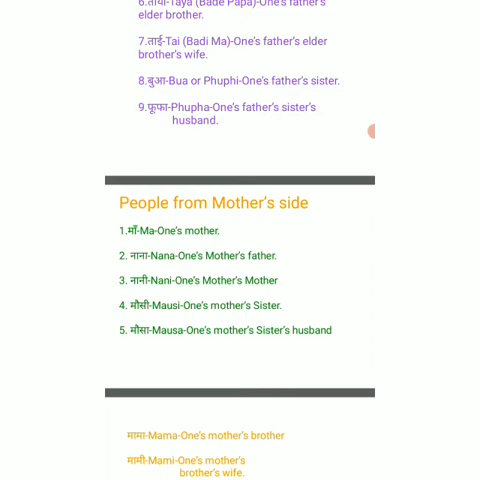 6.ताया-Taya (Bade Papa)-One's father's
elder brother.
7.ताई-Tai (Badi Ma)-One's father's elder
brother's wife.
8.बुआ-Bua or Phuphi-One's father's sister.
9.फूफा-Phupha-One's father's sister's
husband.
People from Mother's side
1.माँ-Ma-One's mother.
2. नाना-Nana-One's Mother's father.
3. नानी-Nani-One's Mother's Mother
4. मौसी-Mausi-One's mother's Sister.
5. मौसा-Mausa-One's mother's Sister's husband
मामा-Mama-One's mother's brother
मामी-Mami-One's mother's
brother's wife.